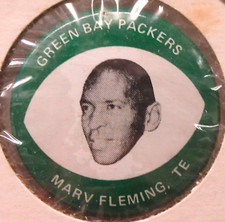 GREEN BAY PACKERS
MARV FLEMING, TE